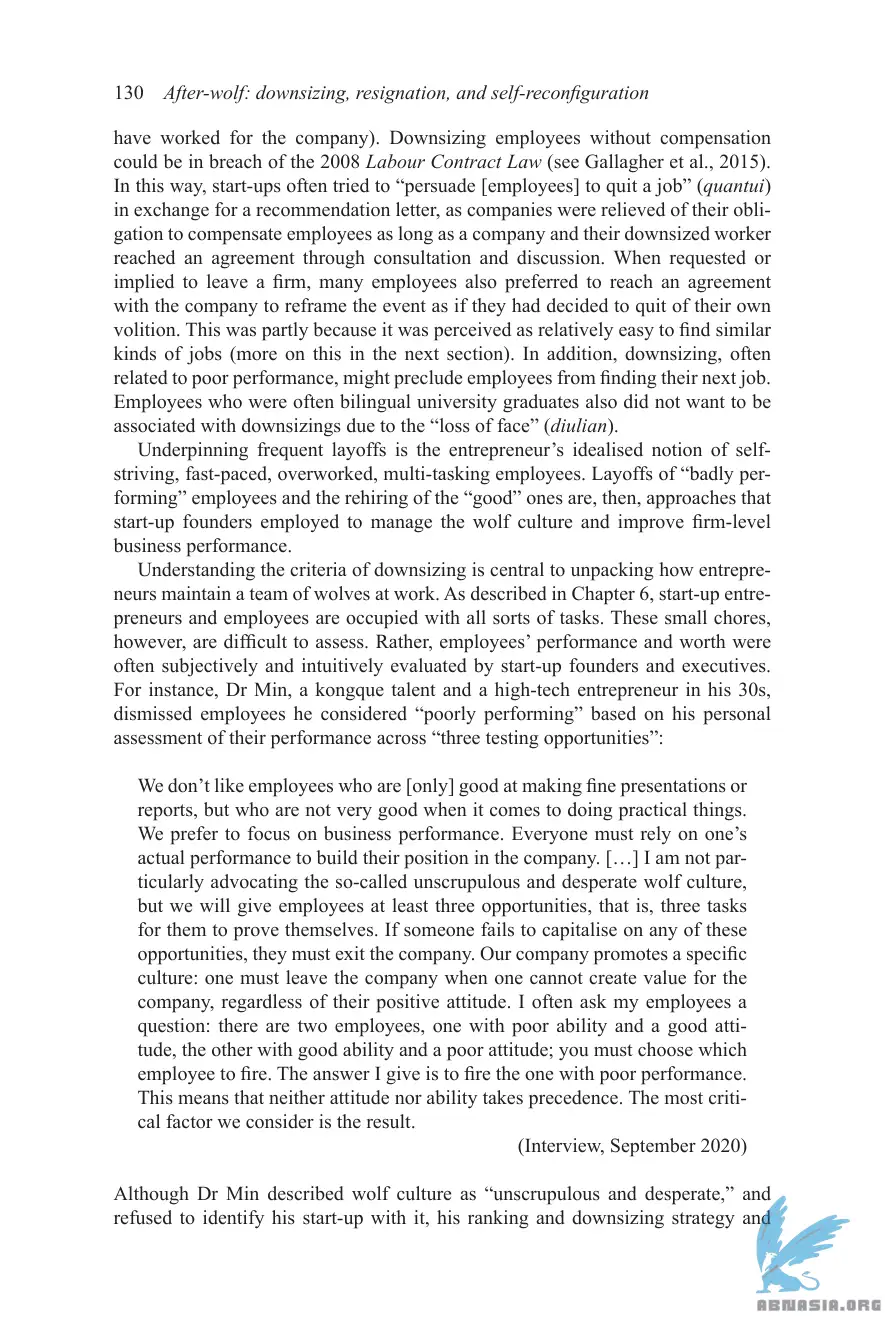 130 After-wolf: downsizing, resignation, and self-reconfiguration
have worked for the company). Downsizing employees without compensation
could be in breach of the 2008 Labour Contract Law (see Gallagher et al., 2015).
In this way, start-ups often tried to “persuade [employees] to quit a job” (quantui)
in exchange for a recommendation letter, as companies were relieved of their obli-
gation to compensate employees as long as a company and their downsized worker
reached an agreement through consultation and discussion. When requested or
implied to leave a firm, many employees also preferred to reach an agreement
with the company to reframe the event as if they had decided to quit of their own
volition. This was partly because it was perceived as relatively easy to find similar
kinds of jobs (more on this in the next section). In addition, downsizing, often
related to poor performance, might preclude employees from finding their next job.
Employees who were often bilingual university graduates also did not want to be
associated with downsizings due to the “loss of face” (diulian).
Underpinning frequent layoffs is the entrepreneur’s idealised notion of self-
striving, fast-paced, overworked, multi-tasking employees. Layoffs of “badly per-
forming” employees and the rehiring of the “good” ones are, then, approaches that
start-up founders employed to manage the wolf culture and improve firm-level
business performance.
Understanding the criteria of downsizing is central to unpacking how entrepre-
neurs maintain a team of wolves at work. As described in Chapter 6, start-up entre-
preneurs and employees are occupied with all sorts of tasks. These small chores,
however, are difficult to assess. Rather, employees’ performance and worth were
often subjectively and intuitively evaluated by start-up founders and executives.
For instance, Dr Min, a kongque talent and a high-tech entrepreneur in his 30s,
dismissed employees he considered “poorly performing” based on his personal
assessment of their performance across “three testing opportunities”:
We don’t like employees who are [only] good at making fine presentations or
reports, but who are not very good when it comes to doing practical things.
We prefer to focus on business performance. Everyone must rely on one’s
actual performance to build their position in the company. […] I am not par-
ticularly advocating the so-called unscrupulous and desperate wolf culture,
but we will give employees at least three opportunities, that is, three tasks
for them to prove themselves. If someone fails to capitalise on any of these
opportunities, they must exit the company. Our company promotes a specific
culture: one must leave the company when one cannot create value for the
company, regardless of their positive attitude. I often ask my employees a
question: there are two employees, one with poor ability and a good atti-
tude, the other with good ability and a poor attitude; you must choose which
employee to fire. The answer I give is to fire the one with poor performance.
This means that neither attitude nor ability takes precedence. The most criti-
cal factor we consider is the result.
(Interview, September 2020)
Although Dr Min described wolf culture as “unscrupulous and desperate,” and
refused to identify his start-up with it, his ranking and downsizing strategy and
ABNASIA.ORG